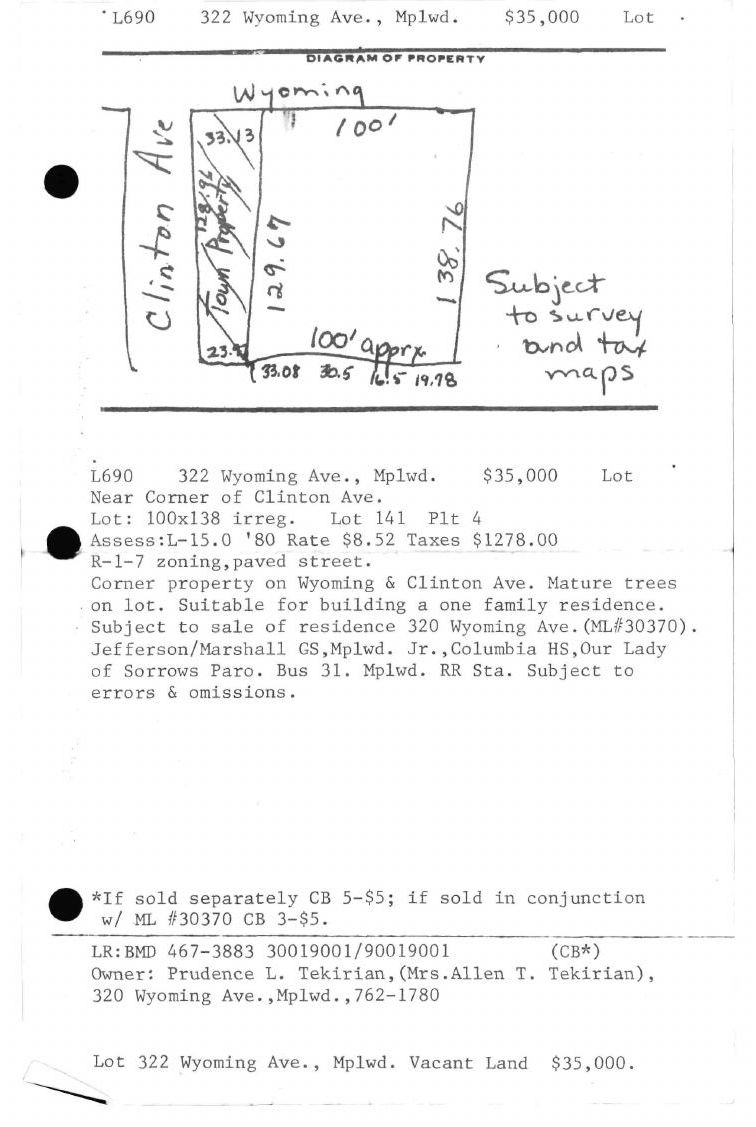 L690 322 Wyoming Ave., Mplwd. $35,000 Lot
DIAGRAM OF PROPERTY
Wyoming
Clinton Ave
33.13
100'
128.96
Town Property
129.67
138.76
Subject
to survey
and tax
maps
100' apprx.
33.08 30.5 16.5 19.78
L690 322 Wyoming Ave., Mplwd. $35,000 Lot
Near Corner of Clinton Ave.
Lot: 100x138 irreg. Lot 141 Plt 4
Assess:L-15.0 '80 Rate $8.52 Taxes $1278.00
R-1-7 zoning,paved street.
Corner property on Wyoming & Clinton Ave. Mature trees
on lot. Suitable for building a one family residence.
Subject to sale of residence 320 Wyoming Ave.(ML#30370).
Jefferson/Marshall GS,Mplwd. Jr.,Columbia HS,Our Lady
of Sorrows Paro. Bus 31. Mplwd. RR Sta. Subject to
errors & omissions.
*If sold separately CB 5-$5; if sold in conjunction
w/ ML #30370 CB 3-$5.
LR:BMD 467-3883 30019001/90019001 (CB*)
Owner: Prudence L. Tekirian,(Mrs.Allen T. Tekirian),
320 Wyoming Ave.,Mplwd.,762-1780
Lot 322 Wyoming Ave., Mplwd. Vacant Land $35,000.